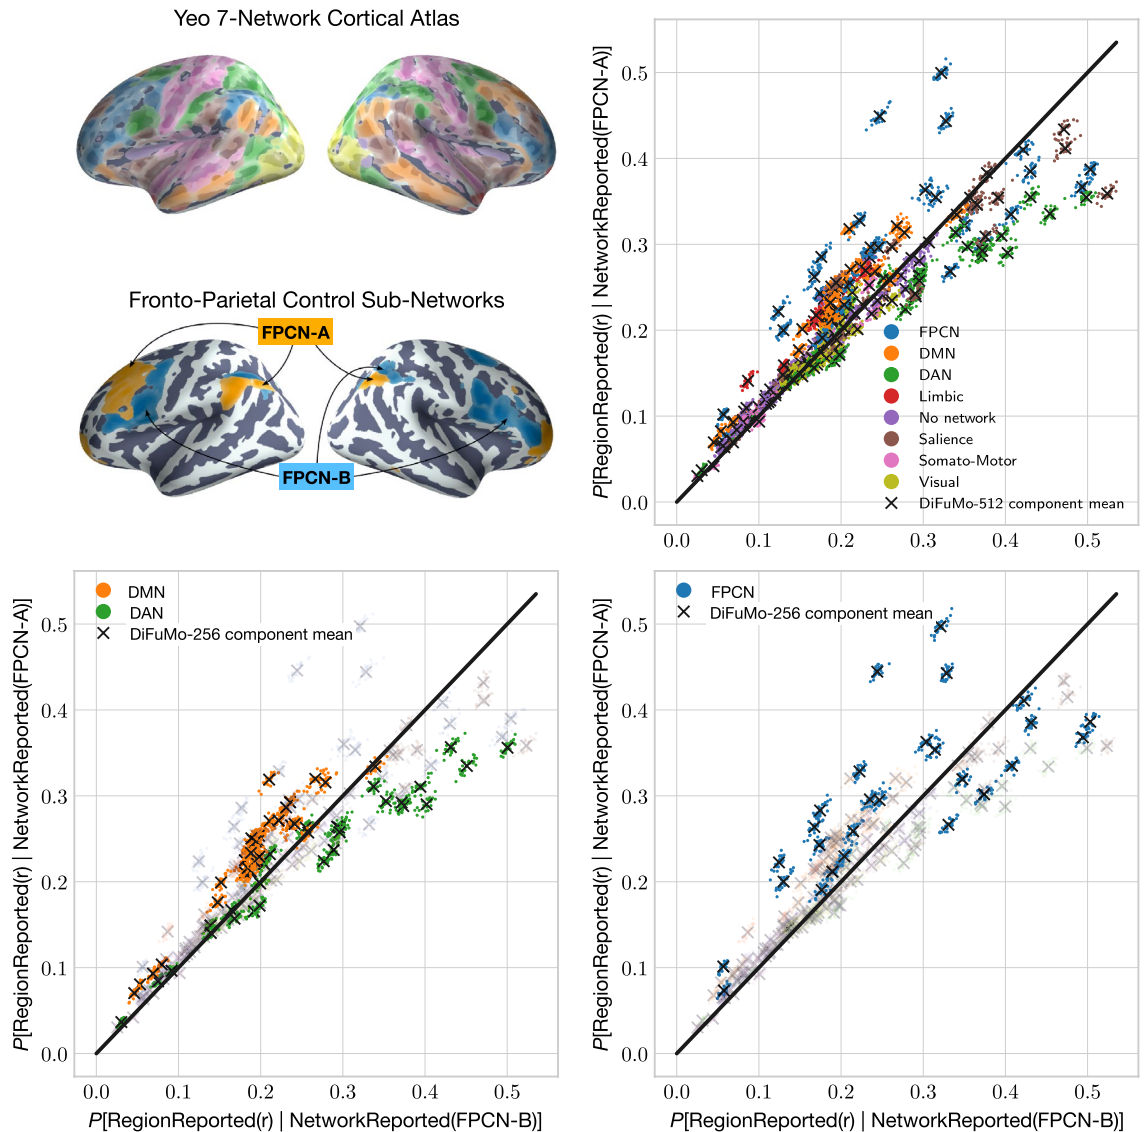 Yeo 7-Network Cortical Atlas
Fronto-Parietal Control Sub-Networks
FPCN-A
FPCN-B
P[RegionReported(r) | NetworkReported(FPCN-A)]
0.5
0.4
0.3
0.2
0.1
0.0
FPCN
DMN
DAN
Limbic
No network
Salience
Somato-Motor
Visual
DiFuMo-512 component mean
0.0 0.1 0.2 0.3 0.4 0.5
P[RegionReported(r) | NetworkReported(FPCN-A)]
0.5
0.4
0.3
0.2
0.1
0.0
DMN
DAN
DiFuMo-256 component mean
0.0 0.1 0.2 0.3 0.4 0.5
P[RegionReported(r) | NetworkReported(FPCN-B)]
P[RegionReported(r) | NetworkReported(FPCN-A)]
0.5
0.4
0.3
0.2
0.1
0.0
FPCN
DiFuMo-256 component mean
0.0 0.1 0.2 0.3 0.4 0.5
P[RegionReported(r) | NetworkReported(FPCN-B)]